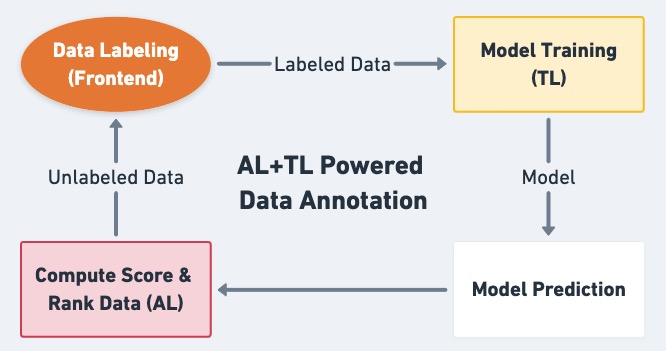 Data Labeling
(Frontend)
Labeled Data
Model Training
(TL)
AL+TL Powered
Data Annotation
Unlabeled Data
Model
Compute Score &
Rank Data (AL)
Model Prediction